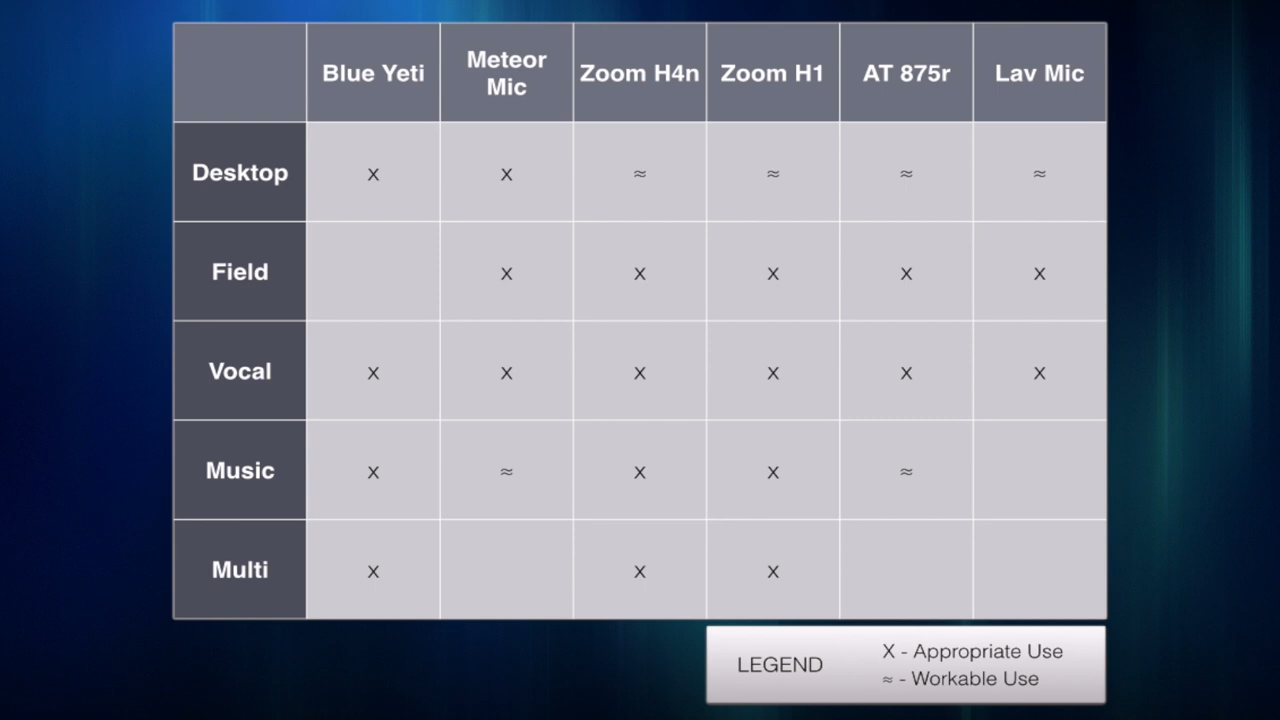 Blue Yeti Meteor Mic Zoom H4n Zoom H1 AT 875r Lav Mic
Desktop x x ≈ ≈ ≈ ≈
Field x x x x x
Vocal x x x x x x
Music x ≈ x x ≈
Multi x x x
LEGEND
X - Appropriate Use
≈ - Workable Use